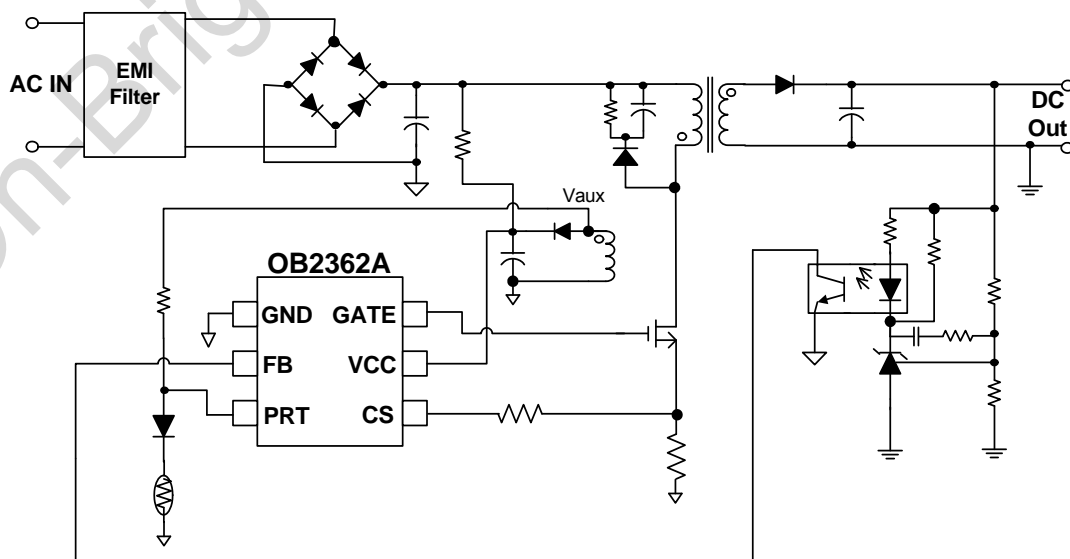 AC IN
EMI
Filter
DC
Out
Vaux
OB2362A
GND GATE
FB VCC
PRT CS